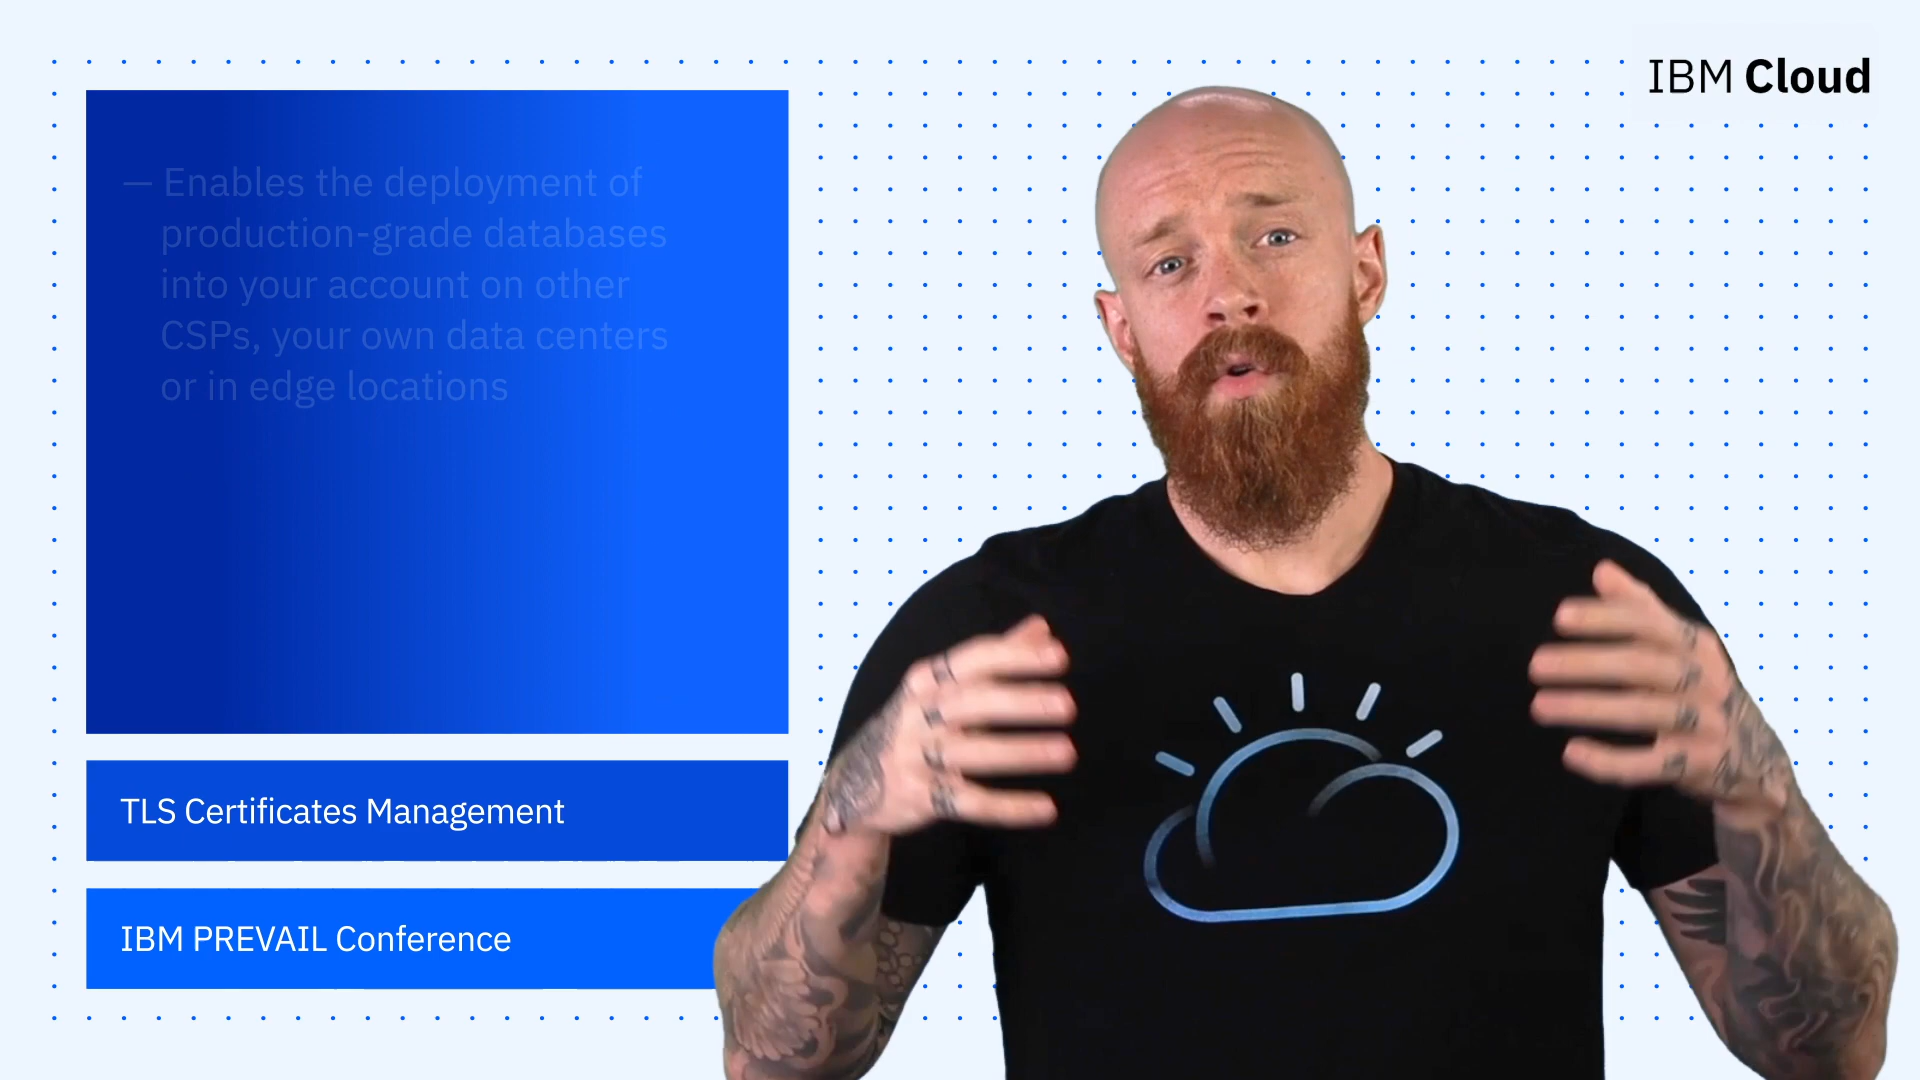 IBM Cloud
— Enables the deployment of
production-grade databases
into your account on other
CSPs, your own data centers
or in edge locations
TLS Certificates Management
IBM PREVAIL Conference